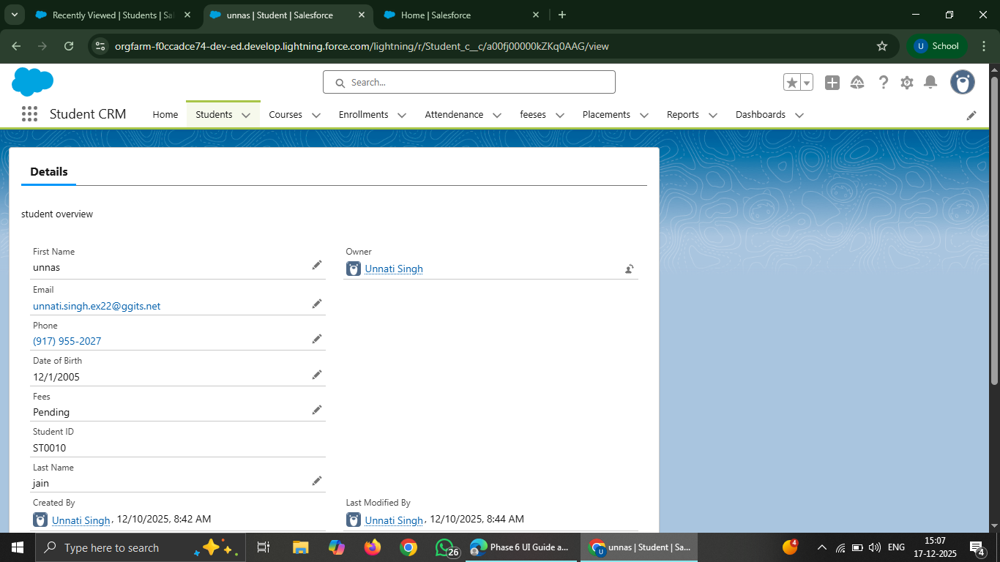 Recently Viewed | Students | Sa
unnas | Student | Salesforce
Home | Salesforce
orgfarm-f0ccadce74-dev-ed.develop.lightning.force.com/lightning/r/Student_c__c/a00fj00000kZKq0AAG/view
U School
Search...
Student CRM Home Students Courses Enrollments Attendance feeses Placements Reports Dashboards
Details
student overview
First Name
unnas
Owner
Unnati Singh
Email
unnati.singh.ex22@ggits.net
Phone
(917) 955-2027
Date of Birth
12/1/2005
Fees
Pending
Student ID
ST0010
Last Name
jain
Created By
Unnati Singh, 12/10/2025, 8:42 AM
Last Modified By
Unnati Singh, 12/10/2025, 8:44 AM
Type here to search
26
Phase 6 UI Guide a...
U
unnas | Student | Sa...
4
ENG
15:07
17-12-2025
4